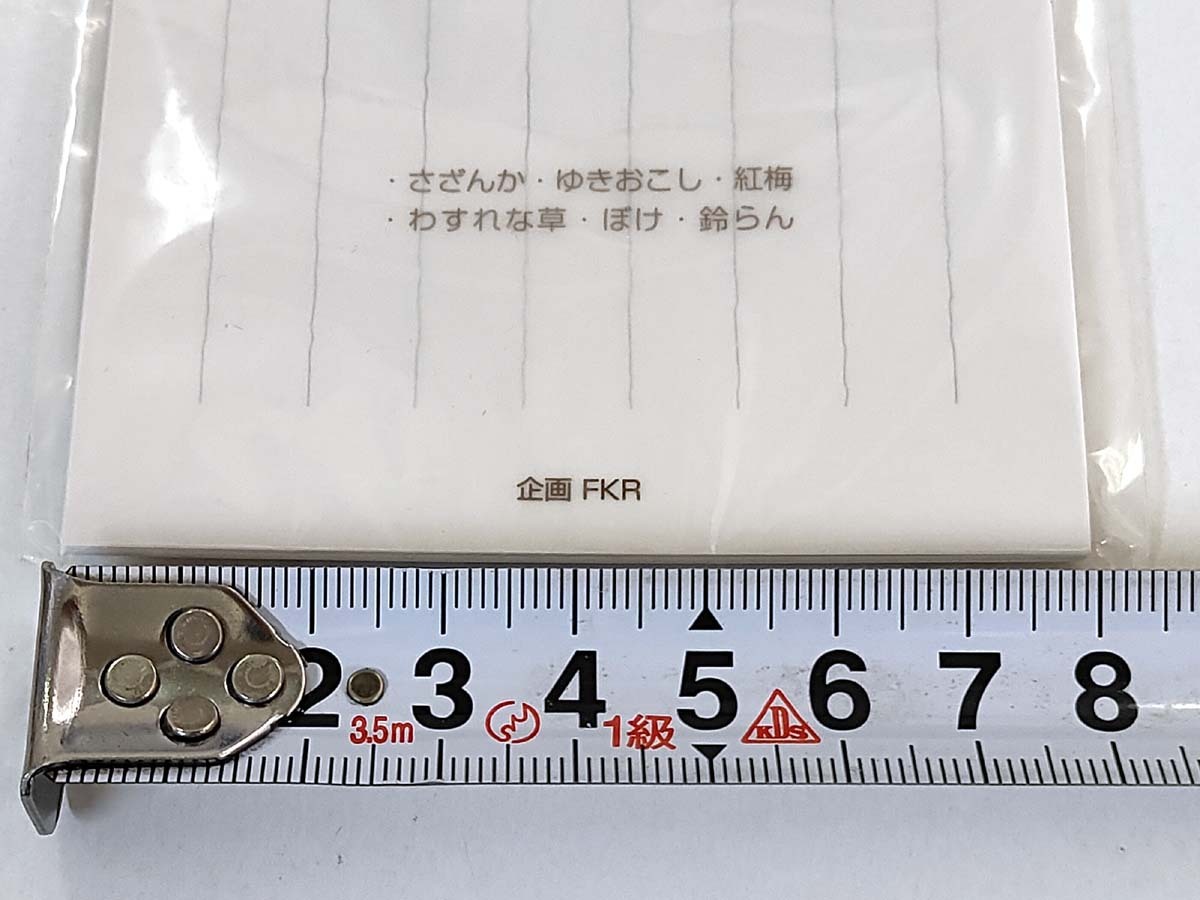 ・さざんか・ゆきおこし・紅梅
・わすれな草・ぼけ・鈴らん
企画 FKR
2 3 4 5 6 7 8
3.5m 1級 KDS